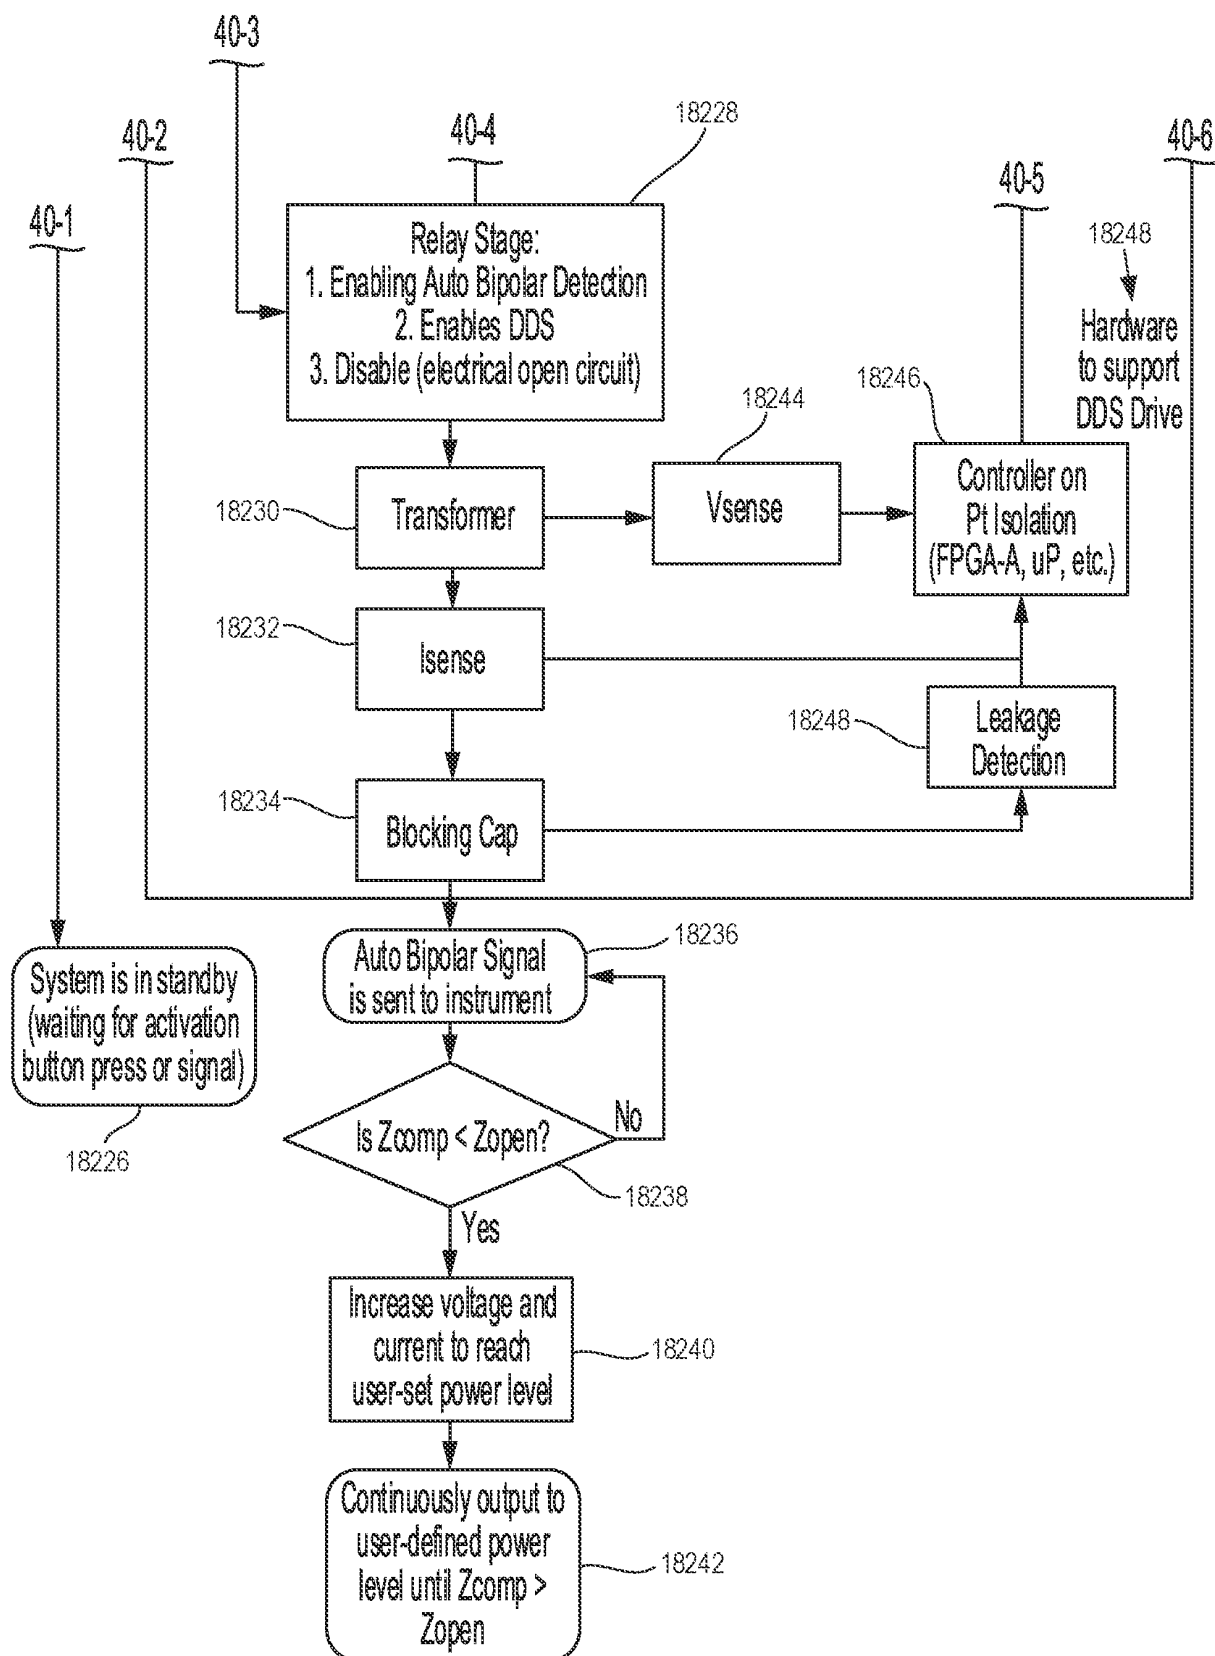 40-3
18228
40-2
40-4
40-6
40-5
40-1
18248
Relay Stage:
1. Enabling Auto Bipolar Detection
2. Enables DDS
3. Disable (electrical open circuit)
Hardware
to support
DDS Drive
18246
18244
Controller on
Pt Isolation
(FPGA-A, uP, etc.)
Vsense
18230
Transformer
18232
Isense
18248
Leakage
Detection
18234
Blocking Cap
18236
Auto Bipolar Signal
is sent to instrument
System is in standby
(waiting for activation
button press or signal)
18226
No
Is Zcomp < Zopen?
18238
Yes
Increase voltage and
current to reach
user-set power level
18240
Continuously output to
user-defined power
level until Zcomp >
Zopen
18242